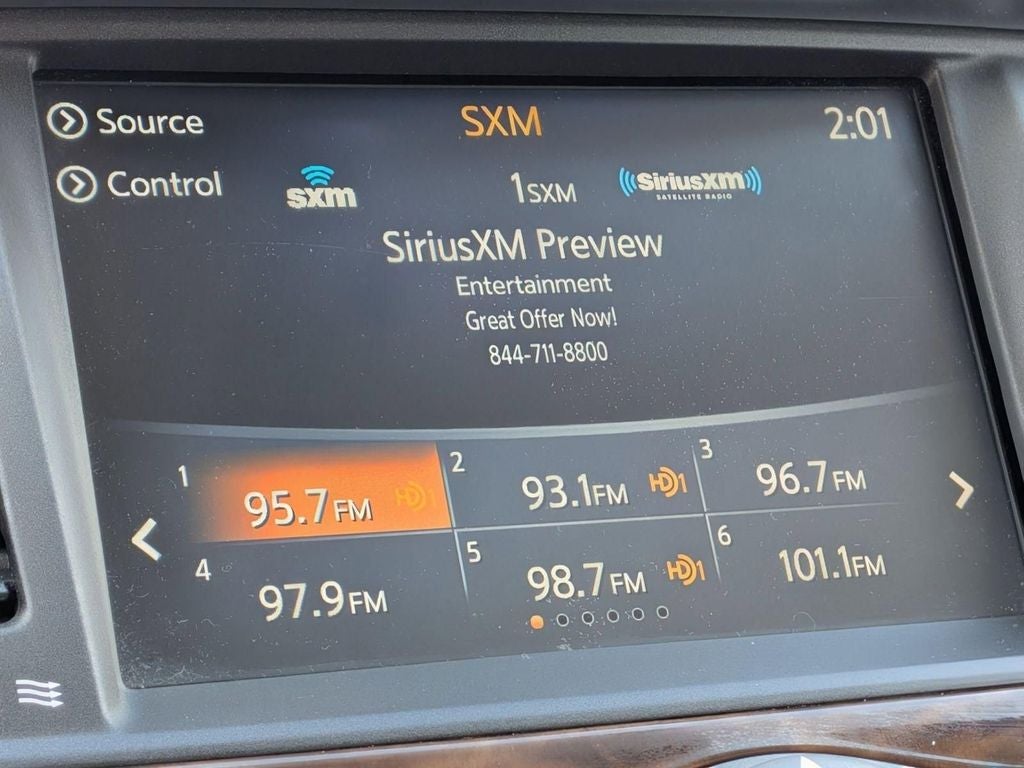 Source
SXM
2:01
Control
sxm
1SXM
SiriusXM
SATELLITE RADIO
SiriusXM Preview
Entertainment
Great Offer Now!
844-711-8800
1
95.7FM HD1
2
93.1FM HD1
3
96.7FM
4
97.9FM
5
98.7FM HD1
6
101.1FM